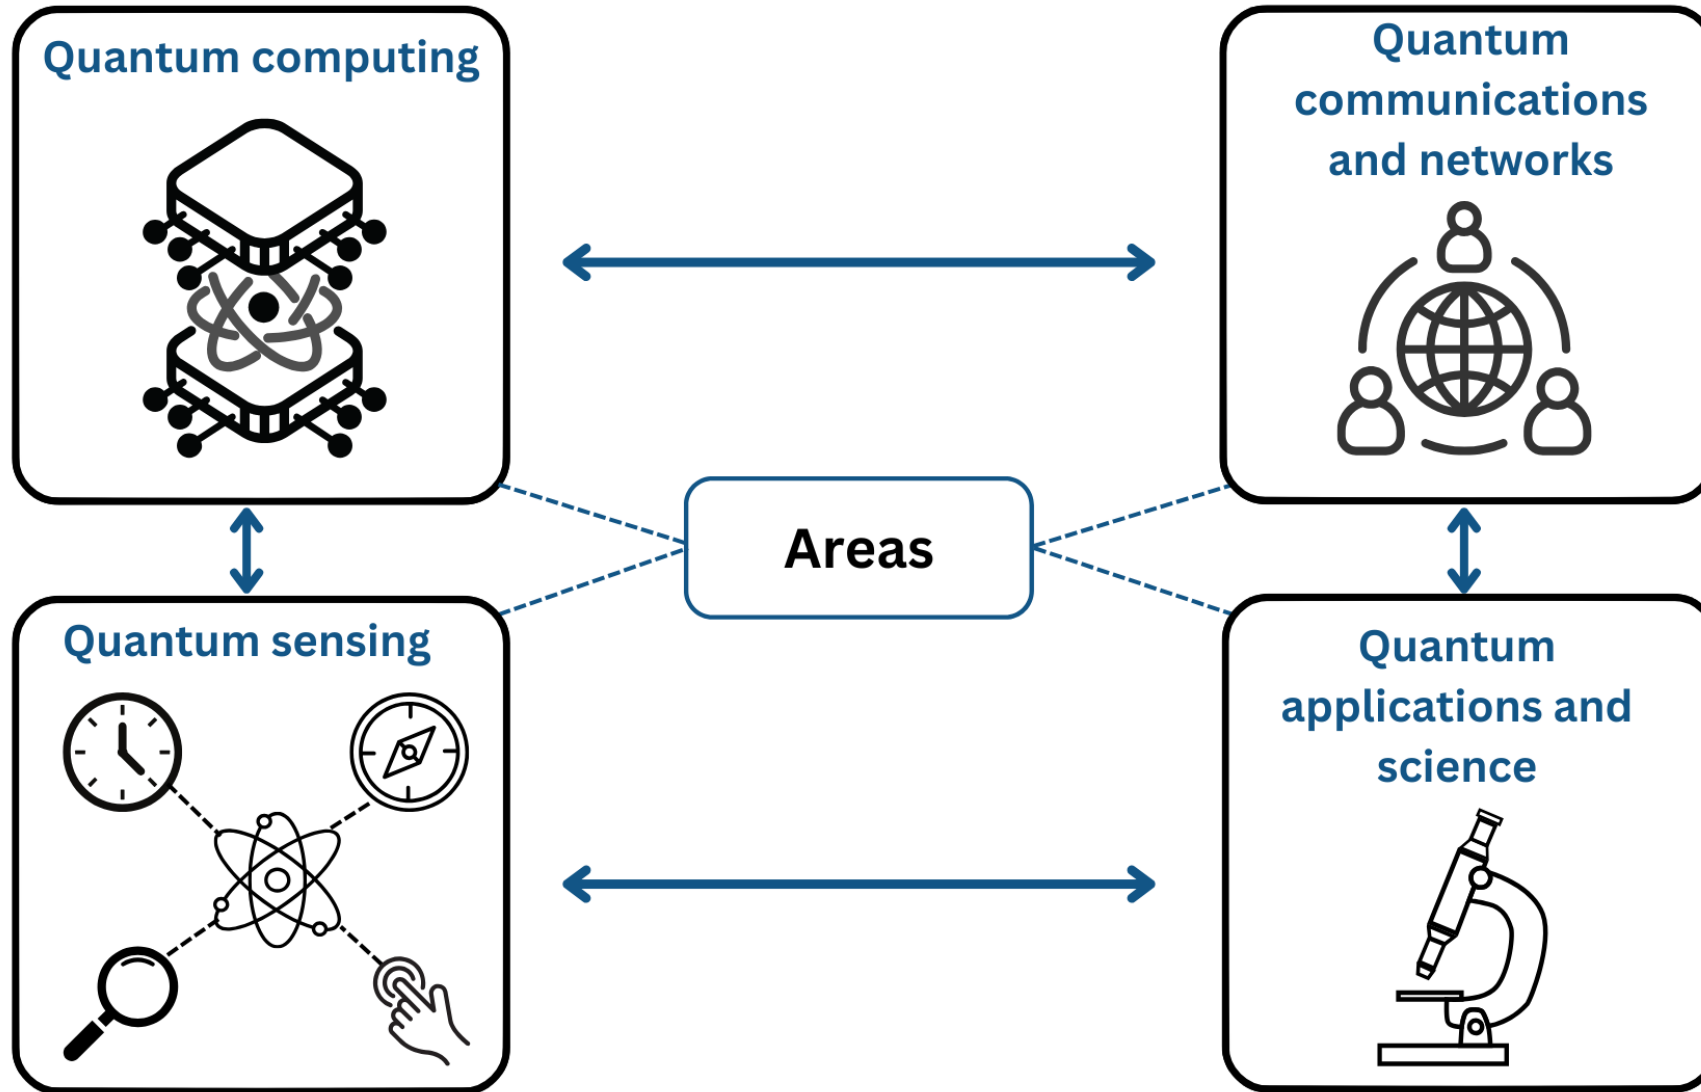 Quantum computing
Quantum
communications
and networks
Areas
Quantum sensing
Quantum
applications and
science